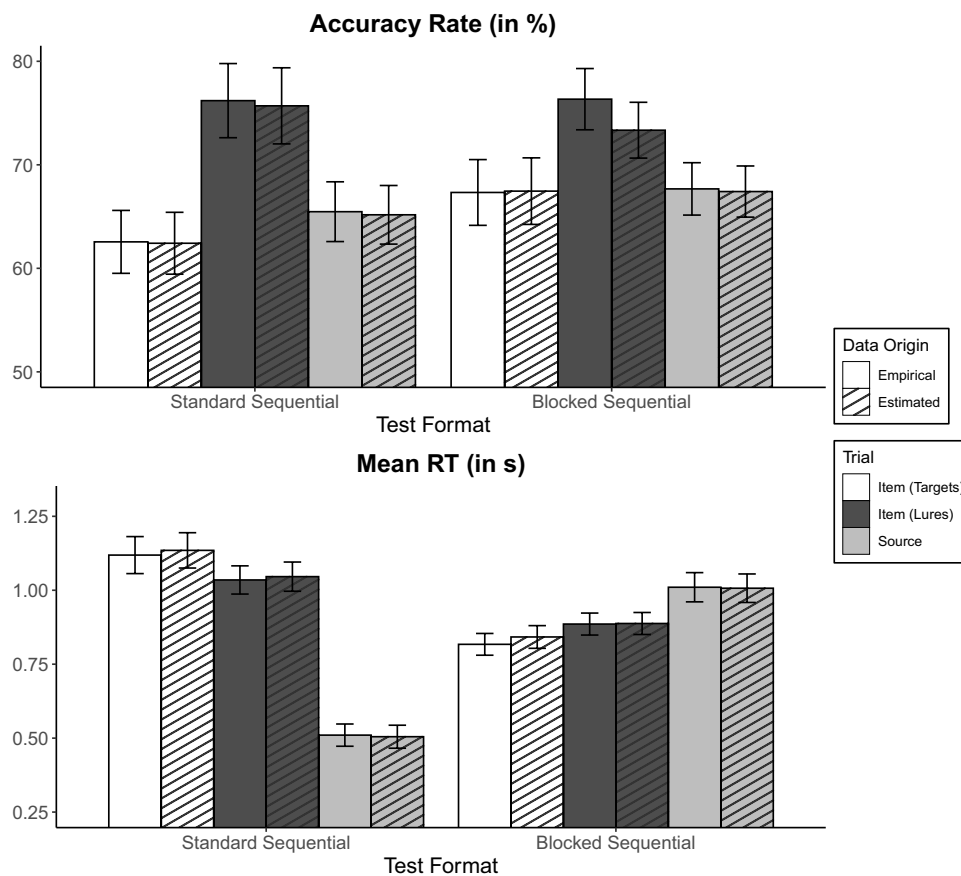 Accuracy Rate (in %)
80
70
60
50
Standard Sequential
Blocked Sequential
Test Format
Data Origin
Empirical
Estimated
Trial
Item (Targets)
Item (Lures)
Source
Mean RT (in s)
1.25
1.00
0.75
0.50
0.25
Standard Sequential
Blocked Sequential
Test Format